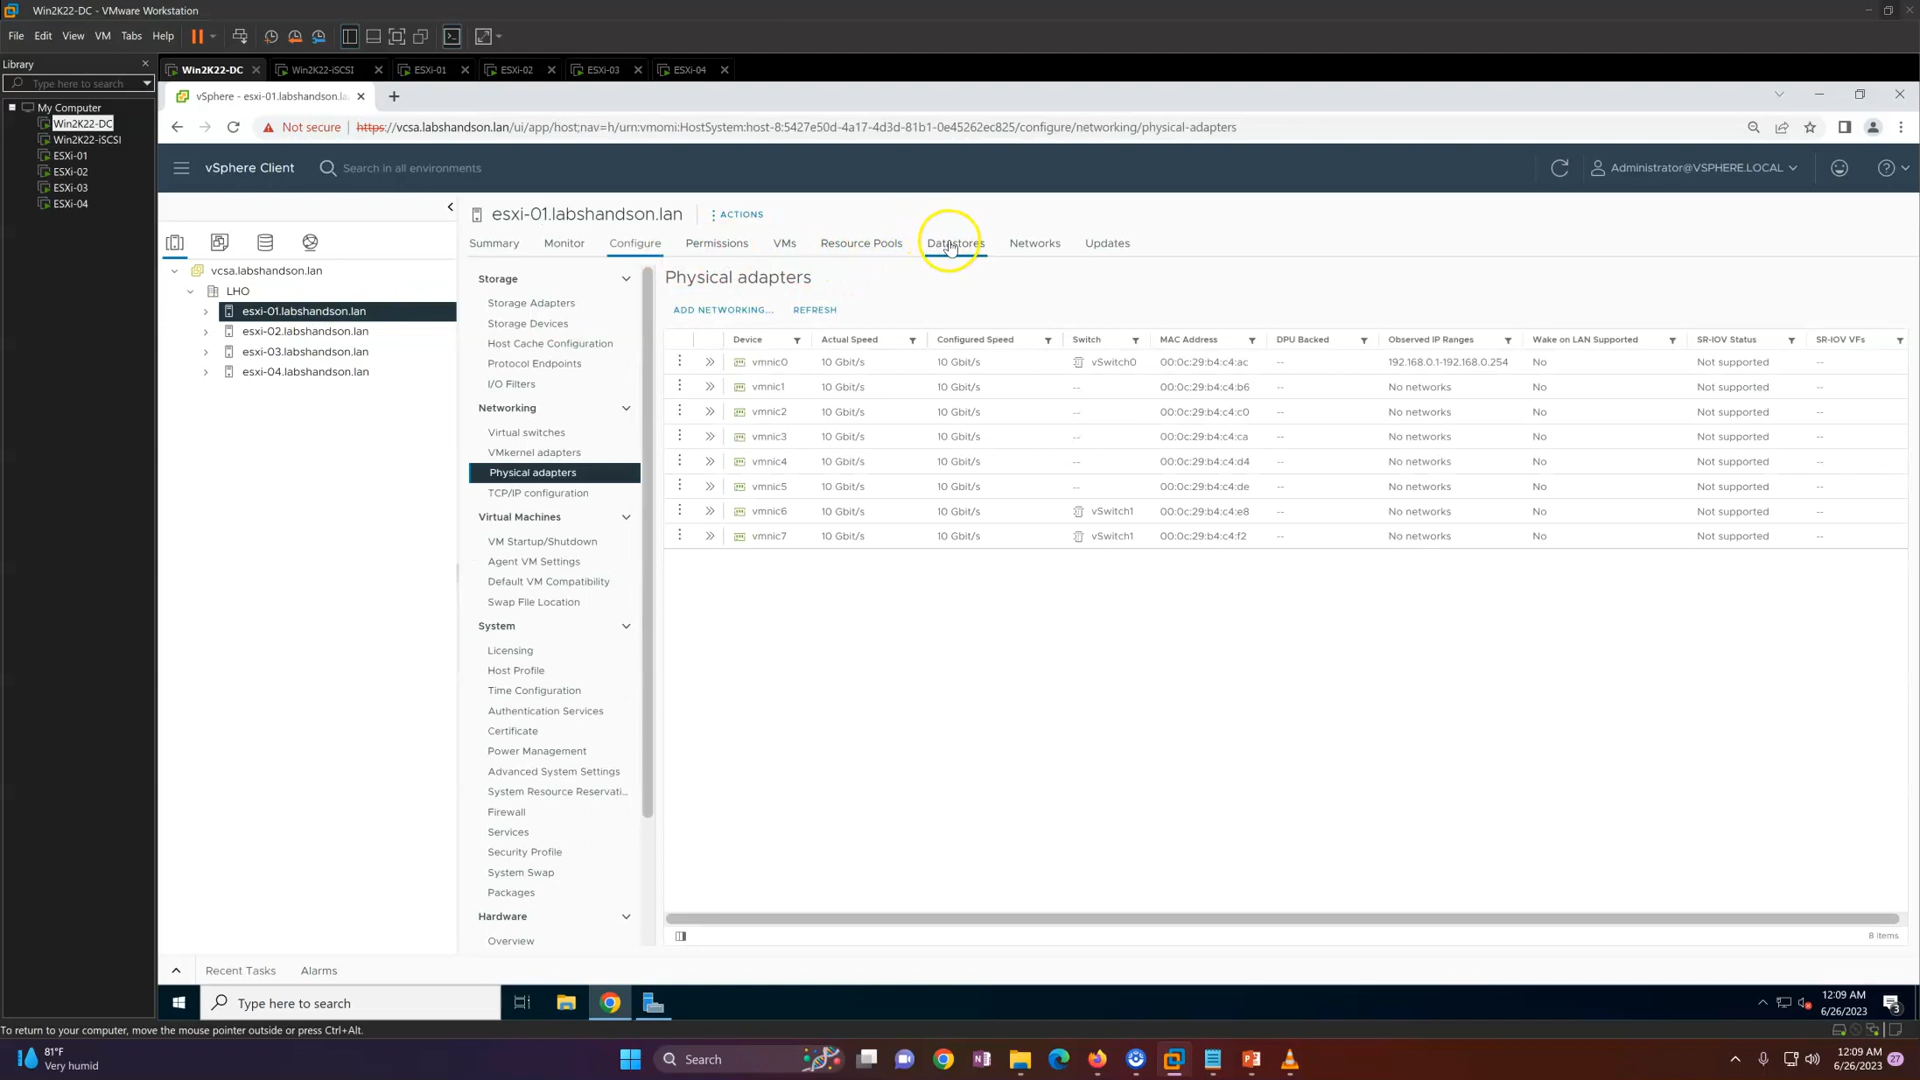 Win2K22-DC - VMware Workstation
File Edit View VM Tabs Help
Library
Type here to search
My Computer
Win2K22-DC
Win2K22-iSCSI
ESXi-01
ESXi-02
ESXi-03
ESXi-04
Win2K22-DC Win2K22-iSCSI ESXi-01 ESXi-02 ESXi-03 ESXi-04
vSphere - esxi-01.labshandson.la
Not secure https://vcsa.labshandson.lan/ui/app/host;nav=h/urn:vmomi:HostSystem:host-8:5427e50d-4a17-4d3d-81b1-0e45262ec825/configure/networking/physical-adapters
vSphere Client Search in all environments Administrator@VSPHERE.LOCAL
vcsa.labshandson.lan
LHO
esxi-01.labshandson.lan
esxi-02.labshandson.lan
esxi-03.labshandson.lan
esxi-04.labshandson.lan
esxi-01.labshandson.lan ACTIONS
Summary Monitor Configure Permissions VMs Resource Pools Datastores Networks Updates
Storage
Storage Adapters
Storage Devices
Host Cache Configuration
Protocol Endpoints
I/O Filters
Networking
Virtual switches
VMkernel adapters
Physical adapters
TCP/IP configuration
Virtual Machines
VM Startup/Shutdown
Agent VM Settings
Default VM Compatibility
Swap File Location
System
Licensing
Host Profile
Time Configuration
Authentication Services
Certificate
Power Management
Advanced System Settings
System Resource Reservati...
Firewall
Services
Security Profile
System Swap
Packages
Hardware
Overview
Physical adapters
ADD NETWORKING... REFRESH
Device Actual Speed Configured Speed Switch MAC Address DPU Backed Observed IP Ranges Wake on LAN Supported SR-IOV Status SR-IOV VFs
vmnic0 10 Gbit/s 10 Gbit/s vSwitch0 00:0c:29:b4:c4:ac -- 192.168.0.1-192.168.0.254 No Not supported --
vmnic1 10 Gbit/s 10 Gbit/s -- 00:0c:29:b4:c4:b6 -- No networks No Not supported --
vmnic2 10 Gbit/s 10 Gbit/s -- 00:0c:29:b4:c4:c0 -- No networks No Not supported --
vmnic3 10 Gbit/s 10 Gbit/s -- 00:0c:29:b4:c4:ca -- No networks No Not supported --
vmnic4 10 Gbit/s 10 Gbit/s -- 00:0c:29:b4:c4:d4 -- No networks No Not supported --
vmnic5 10 Gbit/s 10 Gbit/s -- 00:0c:29:b4:c4:de -- No networks No Not supported --
vmnic6 10 Gbit/s 10 Gbit/s vSwitch1 00:0c:29:b4:c4:e8 -- No networks No Not supported --
vmnic7 10 Gbit/s 10 Gbit/s vSwitch1 00:0c:29:b4:c4:f2 -- No networks No Not supported --
8 items
Recent Tasks Alarms
Type here to search
12:09 AM
6/26/2023
3
To return to your computer, move the mouse pointer outside or press Ctrl+Alt.
81°F
Very humid
Search
12:09 AM
6/26/2023
27